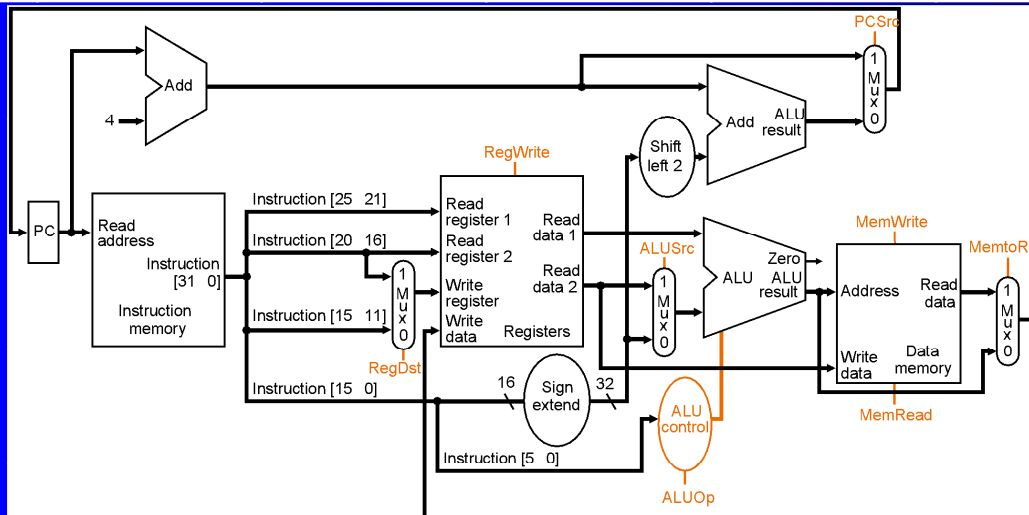 PCSrc
1
M
u
x
0
Add
4
Add
ALU
result
Shift
left 2
RegWrite
PC
Read
address
Instruction
[31 0]
Instruction
memory
Instruction [25 21]
Instruction [20 16]
Instruction [15 11]
Instruction [15 0]
Instruction [5 0]
1
M
u
x
0
RegDst
Read
register 1
Read
register 2
Write
register
Write
data
Read
data 1
Read
data 2
Registers
16
Sign
extend
32
ALUSrc
1
M
u
x
0
Zero
ALU
ALU
result
ALU
control
ALUOp
MemWrite
Address
Read
data
Write
data
Data
memory
MemRead
MemtoR
1
M
u
x
0